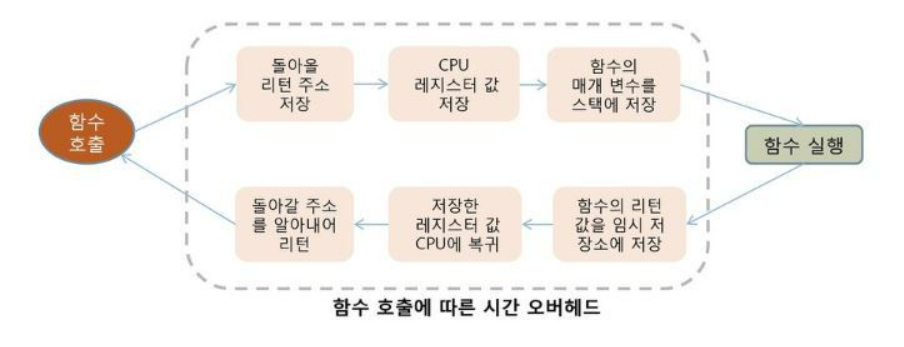 함수
호출
돌아올
리턴 주소
저장
CPU
레지스터 값
저장
함수의
매개 변수를
스택에 저장
함수 실행
함수의 리턴
값을 임시 저
장소에 저장
저장한
레지스터 값
CPU에 복귀
돌아갈 주소
를 알아내어
리턴
함수 호출에 따른 시간 오버헤드